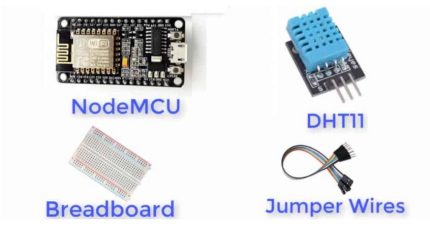 NodeMCU
DHT11
Breadboard
Jumper Wires